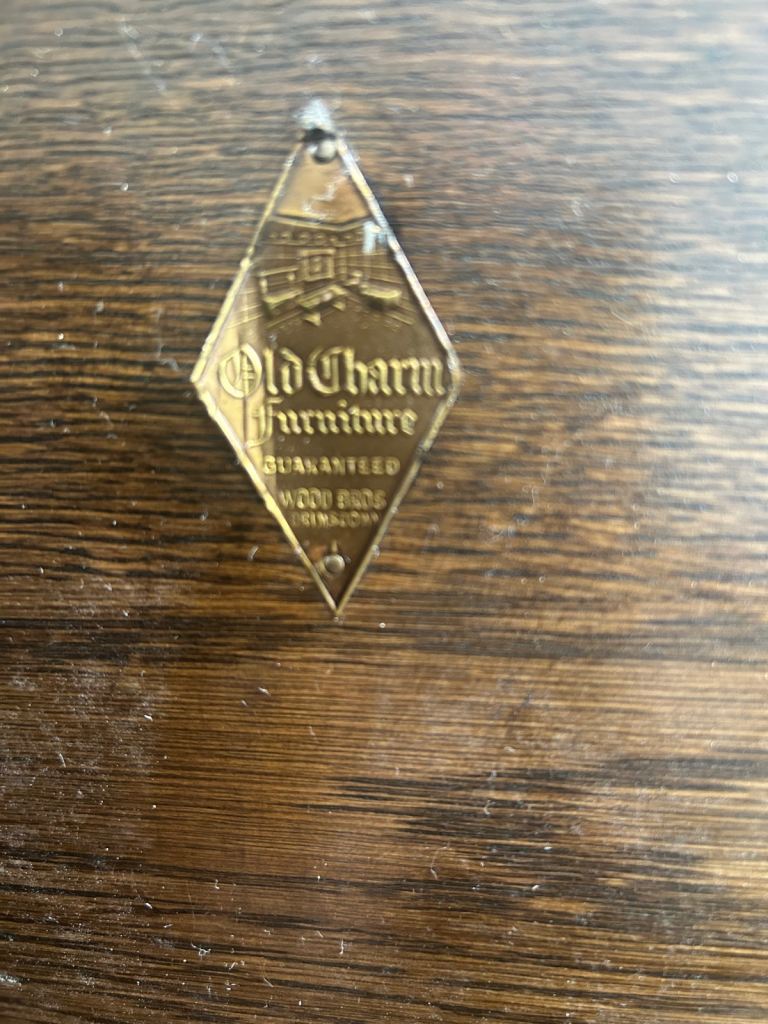 Old Charm
Furniture
GUARANTEED
WOOD BROS